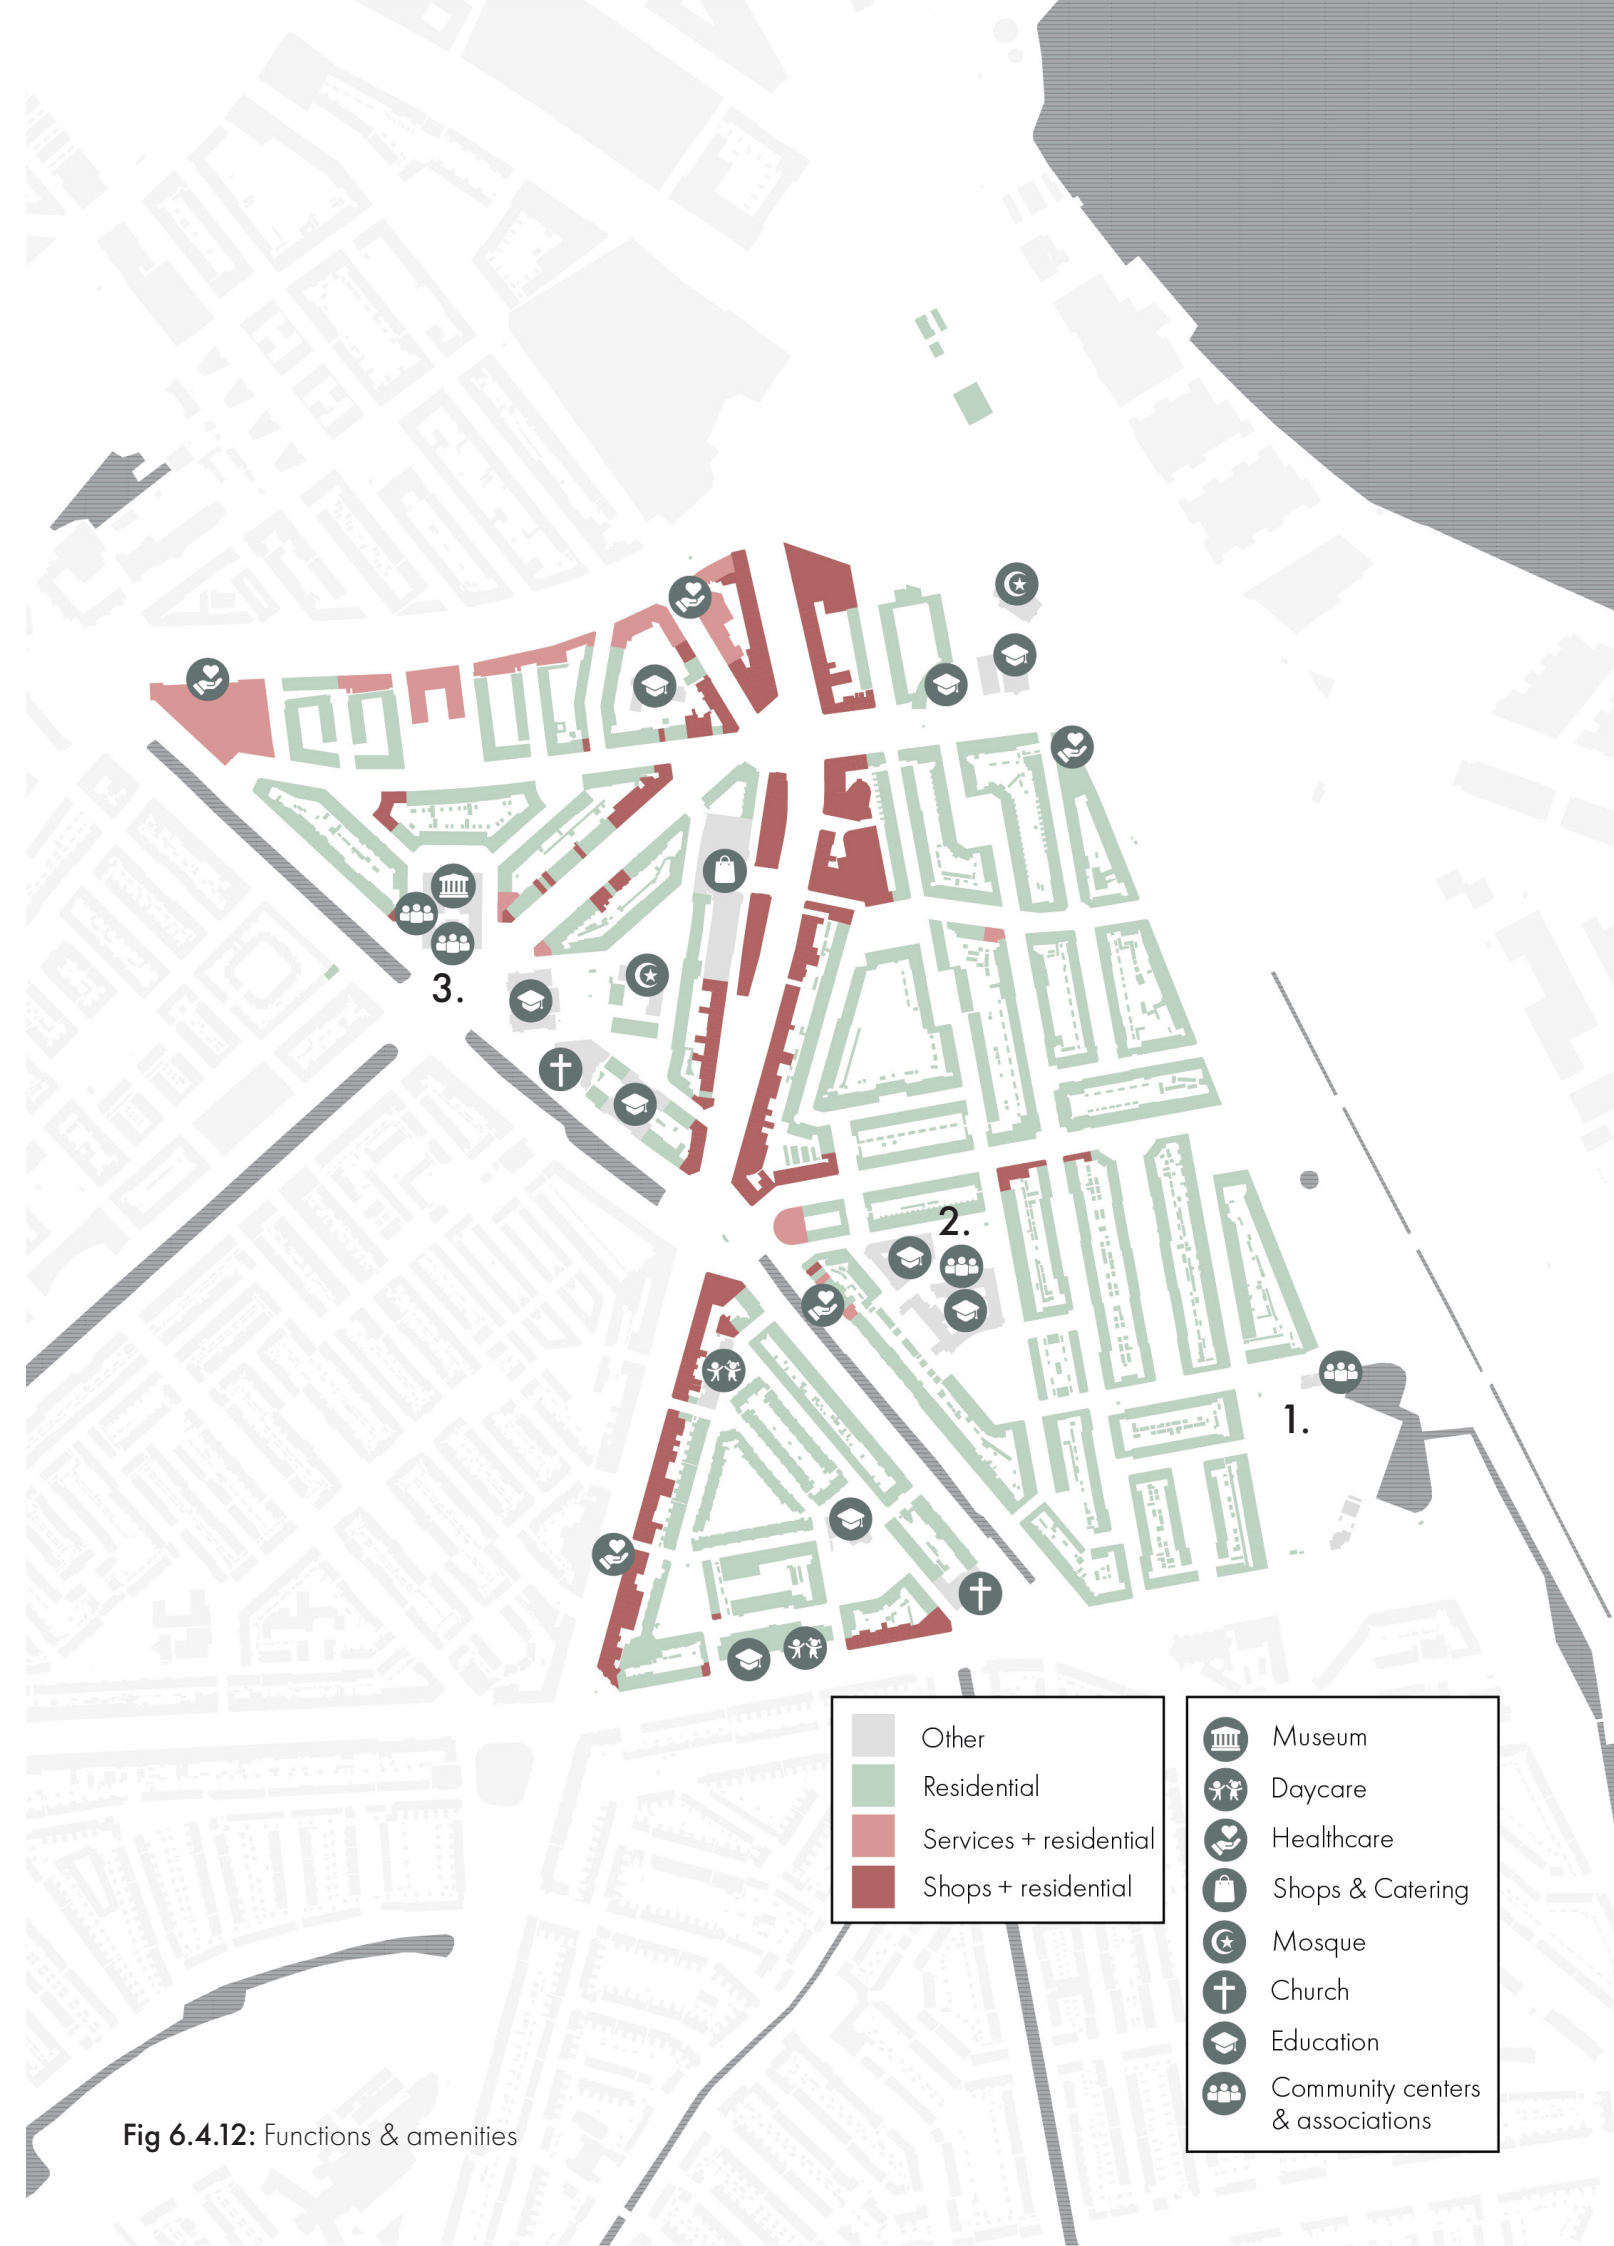 3.
2.
1.
Other
Residential
Services + residential
Shops + residential
Museum
Daycare
Healthcare
Shops & Catering
Mosque
Church
Education
Community centers
& associations
Fig 6.4.12: Functions & amenities